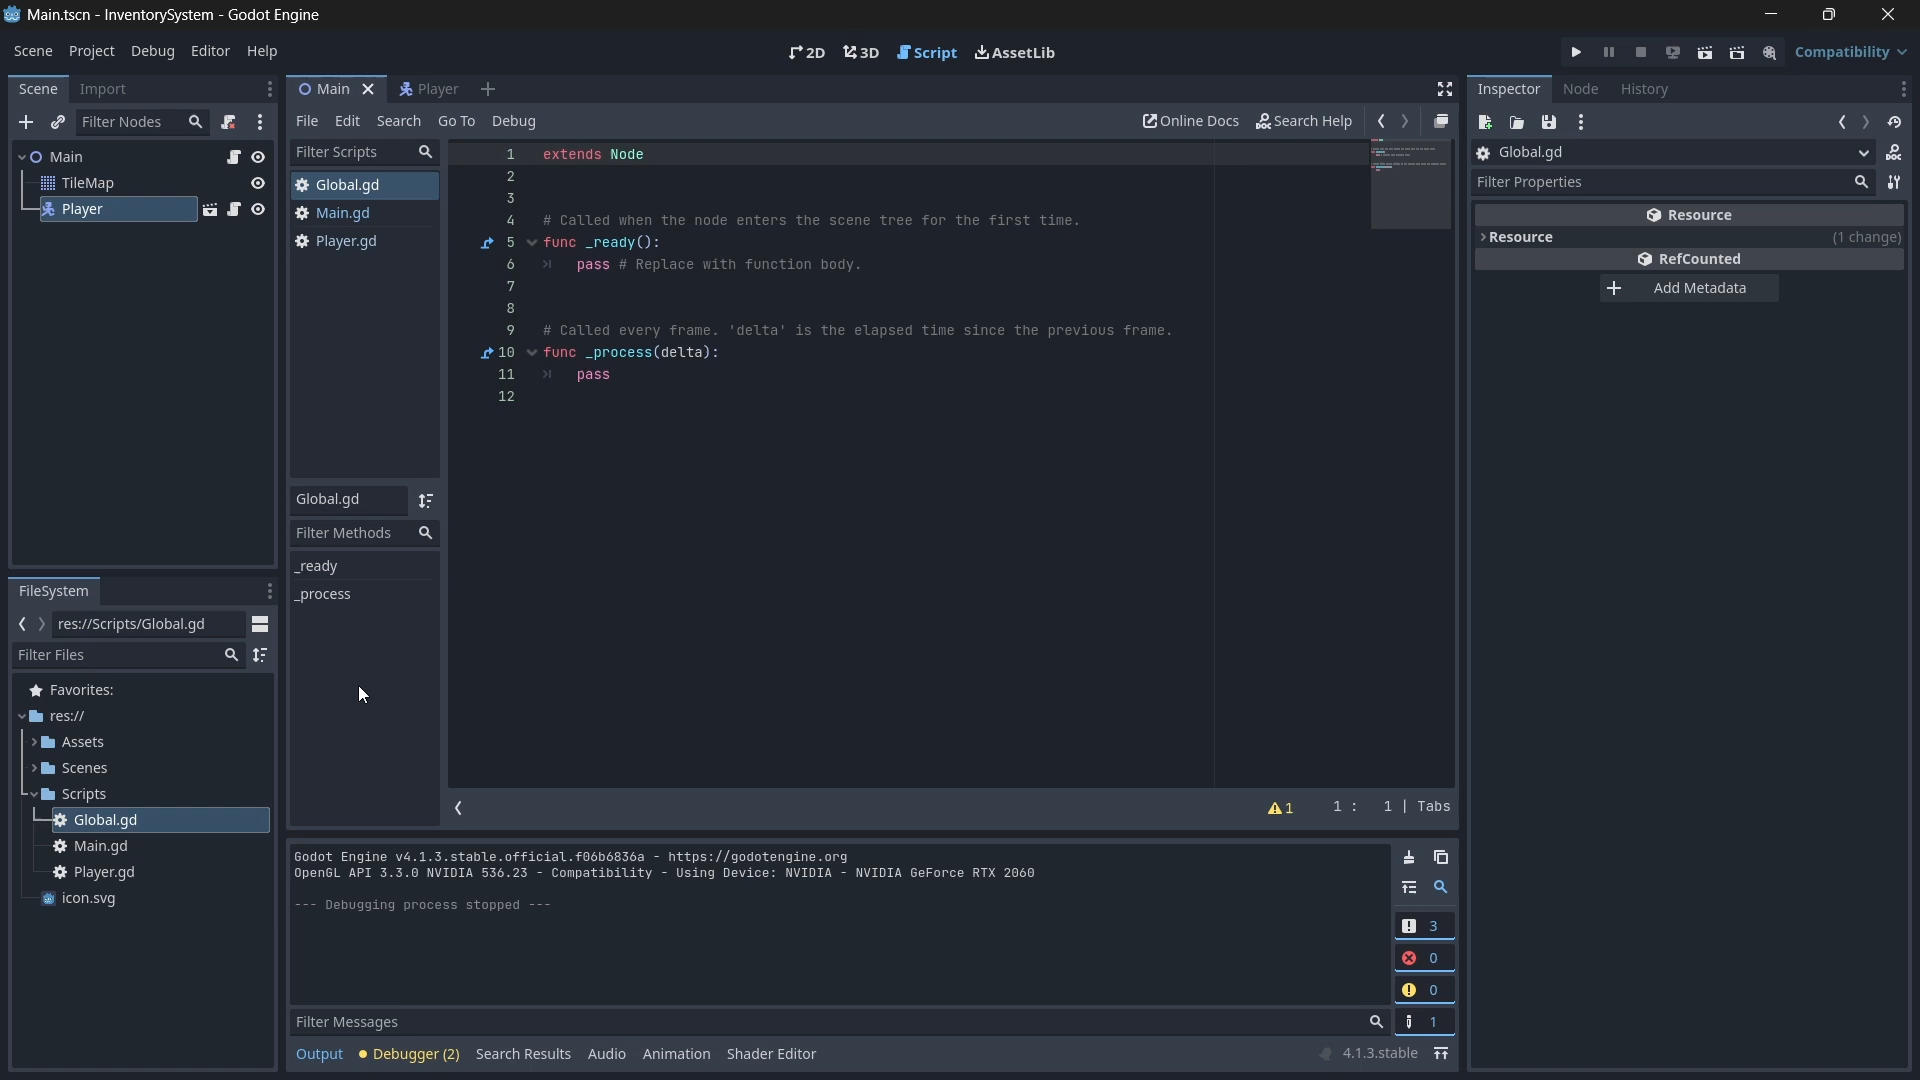 Main.tscn - InventorySystem - Godot Engine
Scene Project Debug Editor Help
2D 3D Script AssetLib
Compatibility
Scene Import
Filter Nodes
Main
TileMap
Player
FileSystem
res://Scripts/Global.gd
Filter Files
Favorites:
res://
Assets
Scenes
Scripts
Global.gd
Main.gd
Player.gd
icon.svg
Main Player
File Edit Search Go To Debug
Online Docs Search Help
Filter Scripts
Global.gd
Main.gd
Player.gd
Global.gd
Filter Methods
_ready
_process
1 extends Node
2
3
4 # Called when the node enters the scene tree for the first time.
5 func _ready():
6 pass # Replace with function body.
7
8
9 # Called every frame. 'delta' is the elapsed time since the previous frame.
10 func _process(delta):
11 pass
12
1 1 : 1 | Tabs
Godot Engine v4.1.3.stable.official.f06b6836a - https://godotengine.org
OpenGL API 3.3.0 NVIDIA 536.23 - Compatibility - Using Device: NVIDIA - NVIDIA GeForce RTX 2060
--- Debugging process stopped ---
3
0
0
1
Filter Messages
Output Debugger (2) Search Results Audio Animation Shader Editor
4.1.3.stable
Inspector Node History
Global.gd
Filter Properties
Resource
Resource (1 change)
RefCounted
Add Metadata